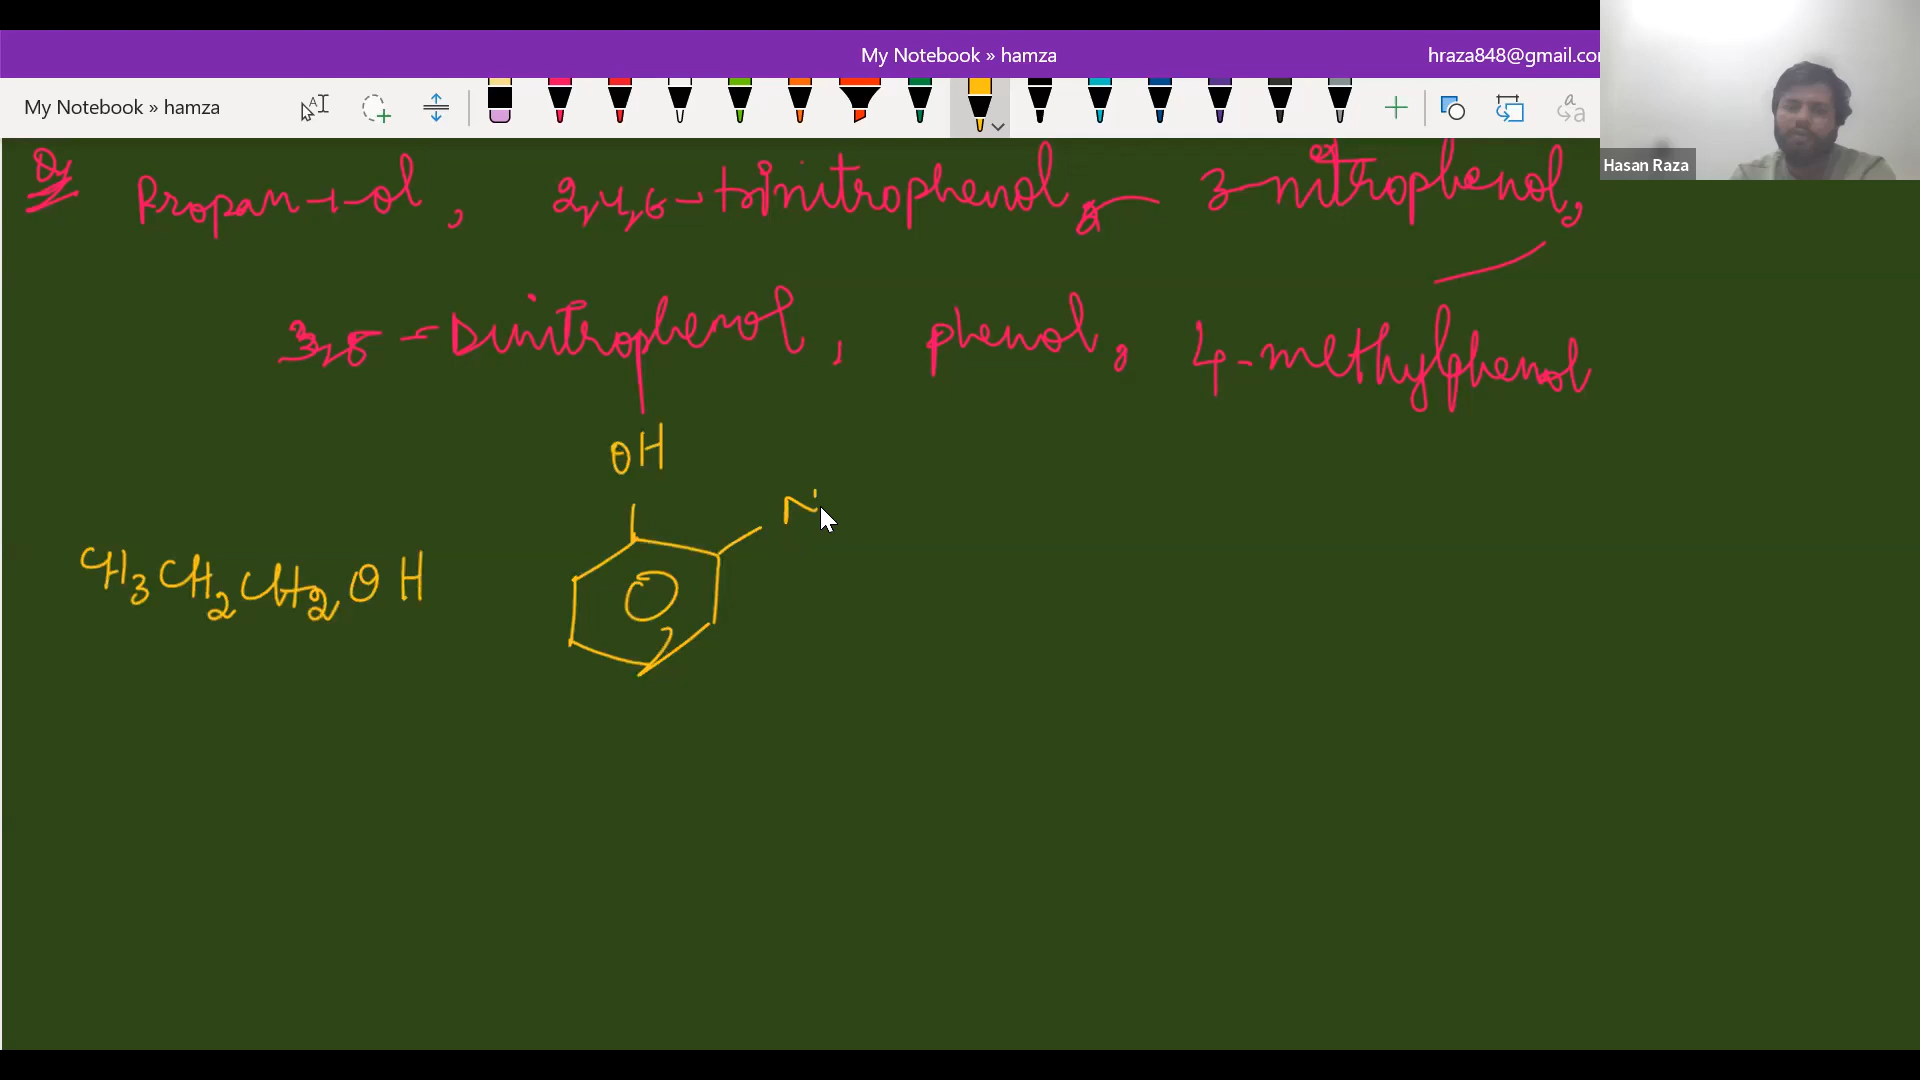 My Notebook » hamza
hraza848@gmail.co
My Notebook » hamza
Hasan Raza
Q/ Propan-1-ol, 2,4,6-trinitrophenol, 3-nitrophenol,
3,5-Dinitrophenol, phenol, 4-methylphenol
OH
N
CH3CH2CH2OH